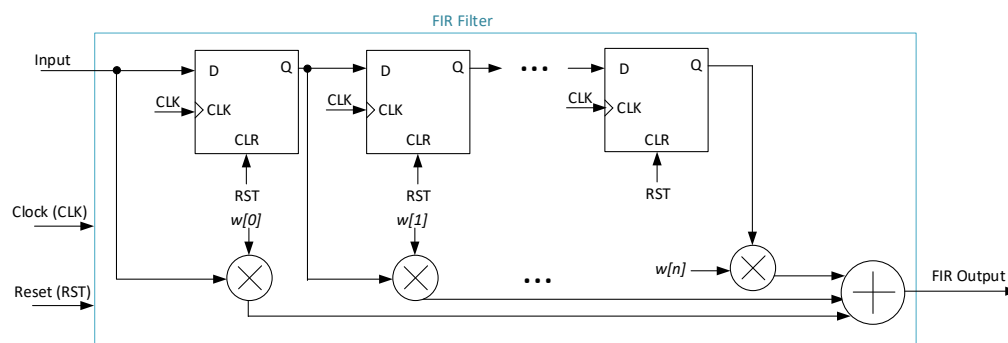 FIR Filter
Input
D
Q
D
Q
...
D
Q
CLK
CLK
CLK
CLK
CLK
CLK
CLR
CLR
CLR
RST
RST
RST
Clock (CLK)
w[0]
w[1]
w[n]
...
Reset (RST)
FIR Output